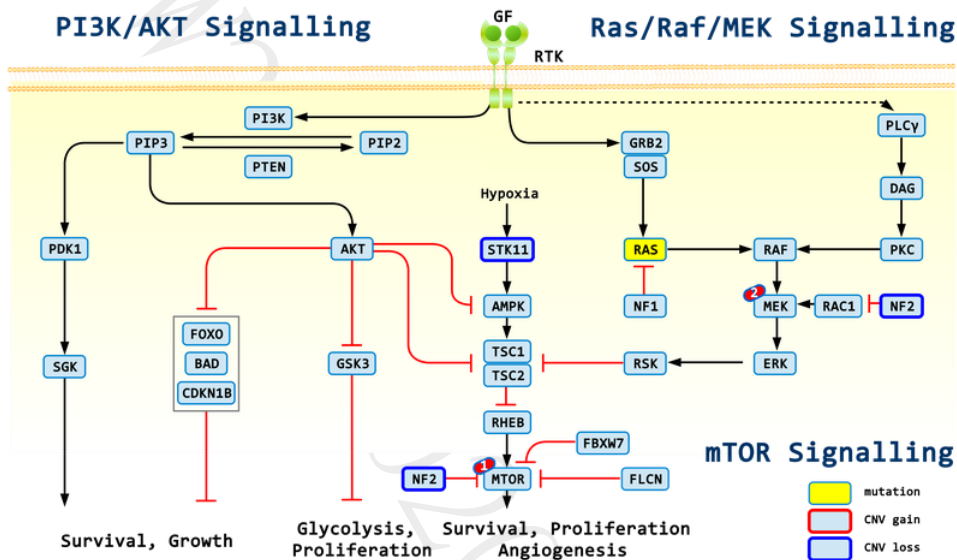 PI3K/AKT Signalling
GF
Ras/Raf/MEK Signalling
RTK
PI3K
PLCγ
PIP3
PIP2
GRB2
PTEN
SOS
DAG
Hypoxia
PDK1
AKT
STK11
RAS
RAF
PKC
2
AMPK
NF1
MEK
RAC1
NF2
FOXO
TSC1
BAD
GSK3
RSK
ERK
SGK
TSC2
CDKN1B
RHEB
FBXW7
mTOR Signalling
1
NF2
MTOR
FLCN
mutation
CNV gain
CNV loss
Survival, Growth
Glycolysis,
Proliferation
Survival, Proliferation
Angiogenesis